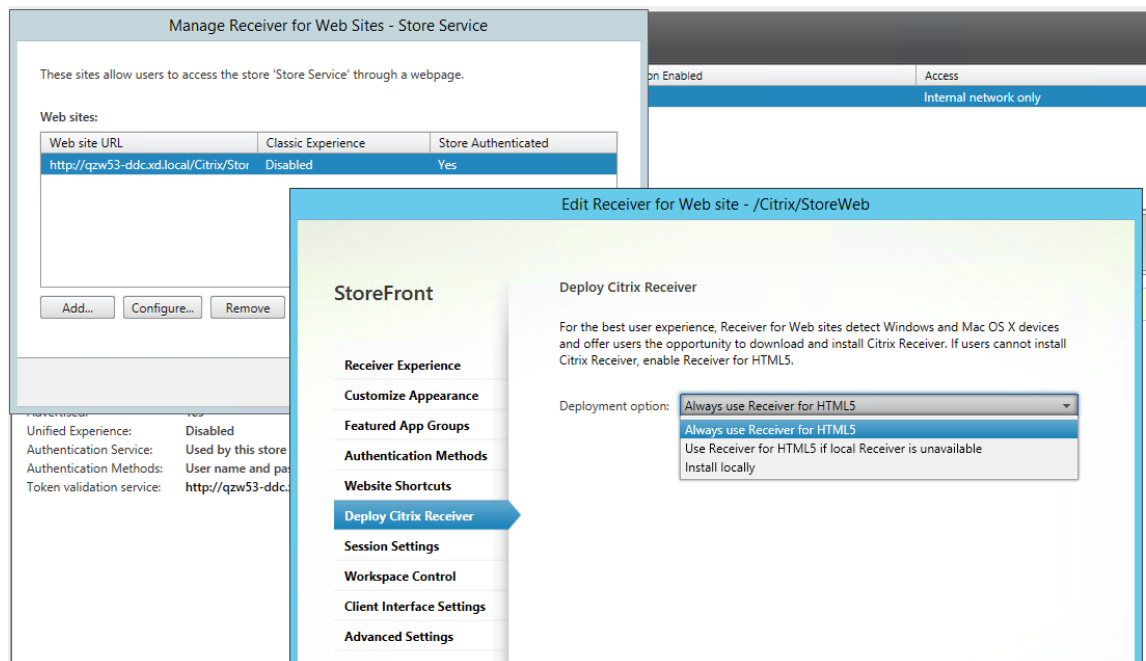 Manage Receiver for Web Sites - Store Service
These sites allow users to access the store 'Store Service' through a webpage.
Web sites:
Web site URL Classic Experience Store Authenticated
http://qzw53-ddc.xd.local/Citrix/Stor Disabled Yes
Add... Configure... Remove
on Enabled Access
Internal network only
Unified Experience: Disabled
Authentication Service: Used by this store
Authentication Methods: User name and pas
Token validation service: http://qzw53-ddc.
Edit Receiver for Web site - /Citrix/StoreWeb
StoreFront
Receiver Experience
Customize Appearance
Featured App Groups
Authentication Methods
Website Shortcuts
Deploy Citrix Receiver
Session Settings
Workspace Control
Client Interface Settings
Advanced Settings
Deploy Citrix Receiver
For the best user experience, Receiver for Web sites detect Windows and Mac OS X devices
and offer users the opportunity to download and install Citrix Receiver. If users cannot install
Citrix Receiver, enable Receiver for HTML5.
Deployment option: Always use Receiver for HTML5
Always use Receiver for HTML5
Use Receiver for HTML5 if local Receiver is unavailable
Install locally